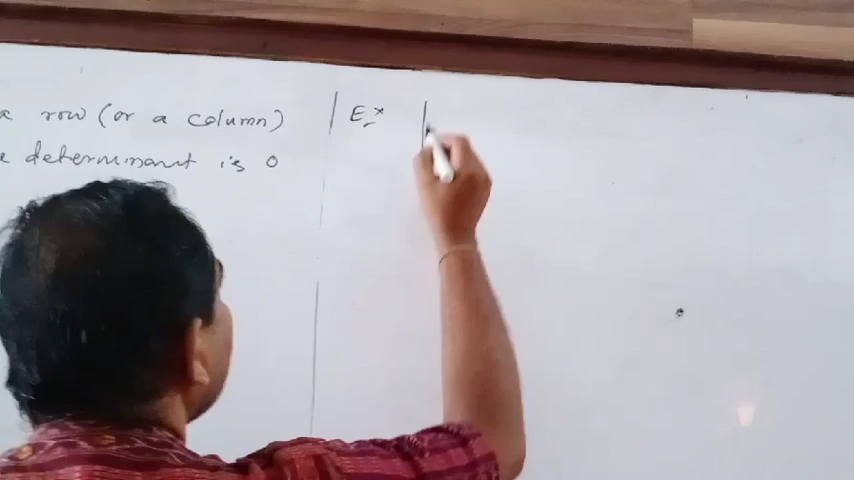 row (or a column)
determinant is 0
Ex